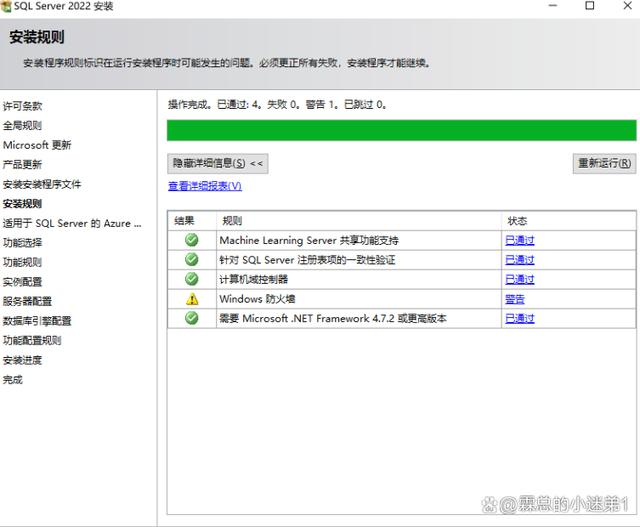 SQL Server 2022 安装
安装规则
安装程序规则标识在运行安装程序时可能发生的问题。必须更正所有失败，安装程序才能继续。
许可条款
全局规则
Microsoft 更新
产品更新
安装安装程序文件
安装规则
适用于 SQL Server 的 Azure ...
功能选择
功能规则
实例配置
服务器配置
数据库引擎配置
功能配置规则
安装进度
完成
操作完成。已通过: 4。失败 0。警告 1。已跳过 0。
隐藏详细信息(S) <<
重新运行(R)
查看详细报表(V)
结果 规则 状态
Machine Learning Server 共享功能支持 已通过
针对 SQL Server 注册表项的一致性验证 已通过
计算机域控制器 已通过
Windows 防火墙 警告
需要 Microsoft .NET Framework 4.7.2 或更高版本 已通过
@霖总的小迷弟1